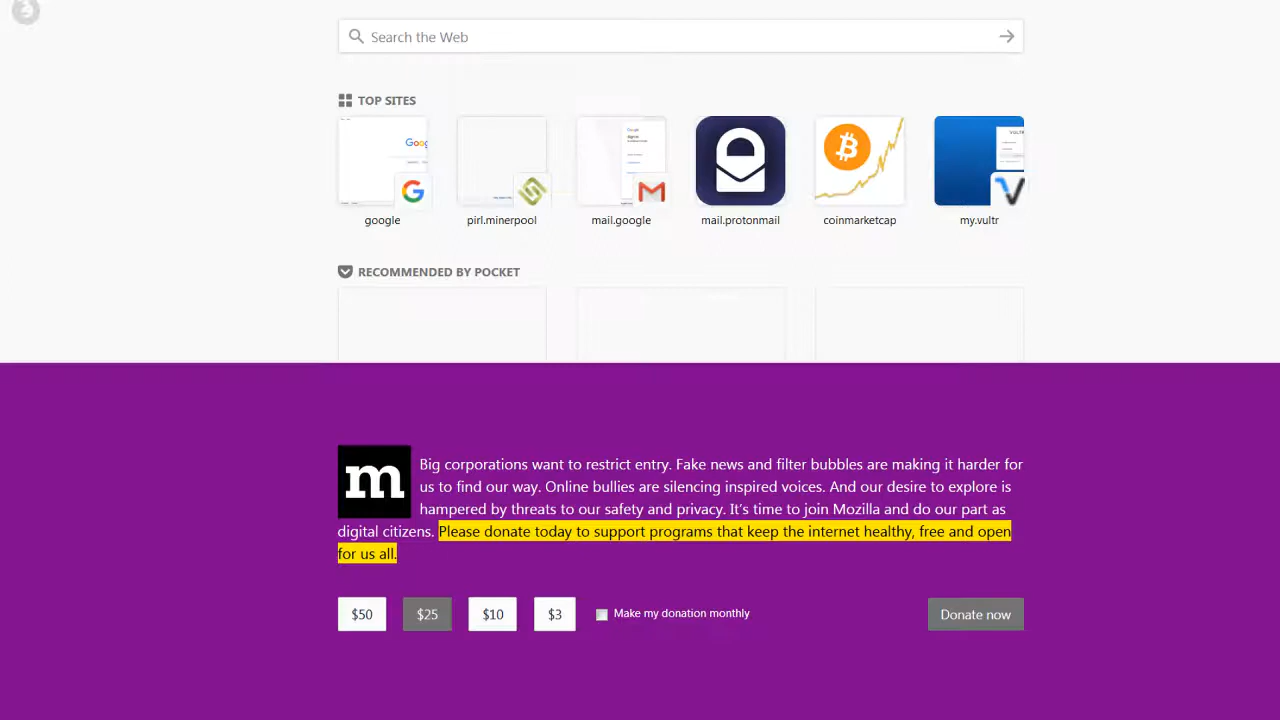 Search the Web
TOP SITES
google
pirl.minerpool
mail.google
mail.protonmail
coinmarketcap
my.vultr
RECOMMENDED BY POCKET
m
Big corporations want to restrict entry. Fake news and filter bubbles are making it harder for
us to find our way. Online bullies are silencing inspired voices. And our desire to explore is
hampered by threats to our safety and privacy. It's time to join Mozilla and do our part as
digital citizens. Please donate today to support programs that keep the internet healthy, free and open
for us all.
$50 $25 $10 $3 Make my donation monthly Donate now